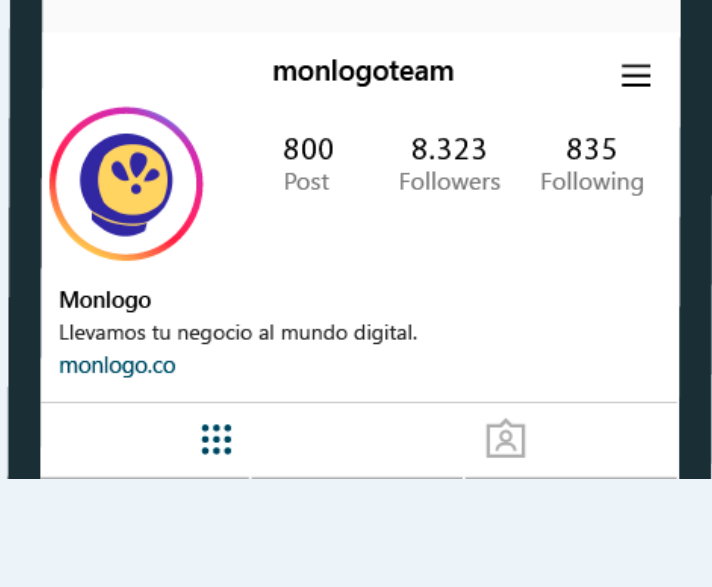 monlogoteam
800 8.323 835
Post Followers Following
Monlogo
Llevamos tu negocio al mundo digital.
monlogo.co